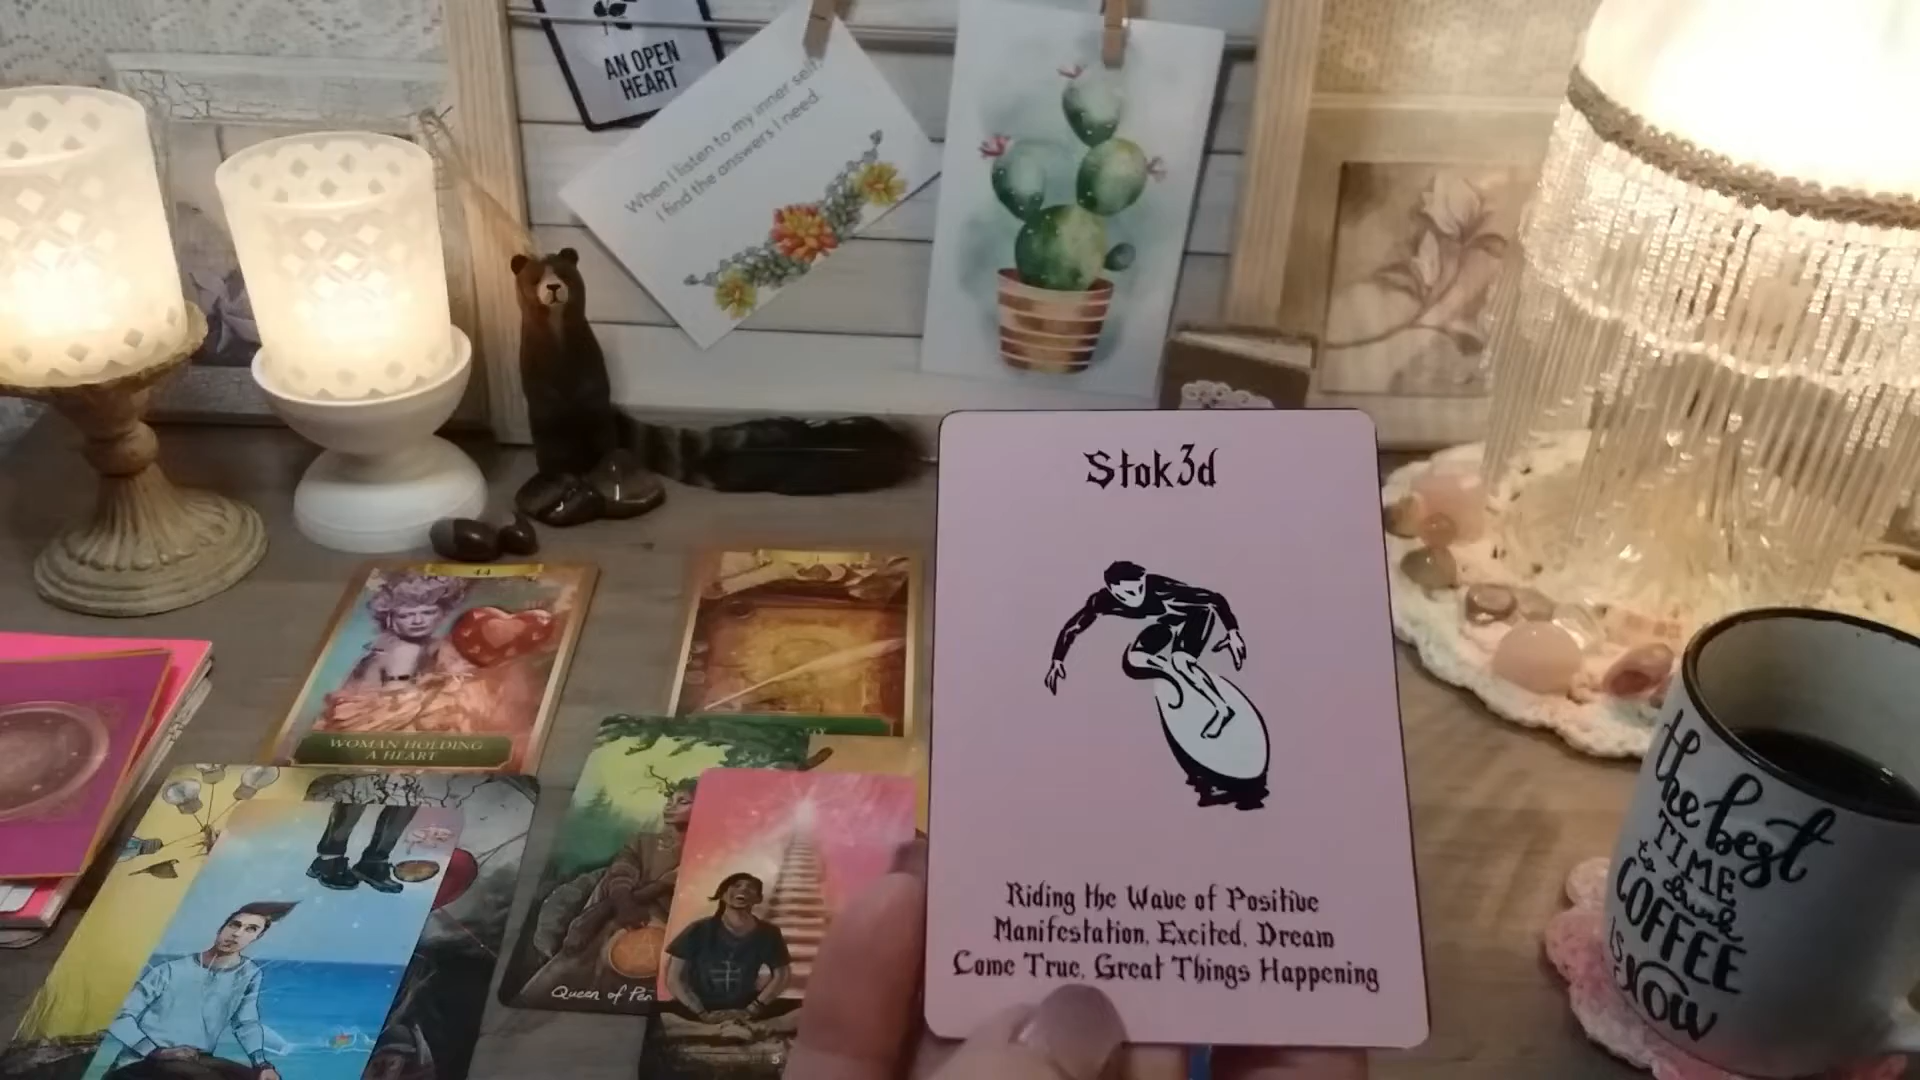 AN OPEN
HEART
When I listen to my inner self,
I find the answers I need.
Stok3d
Riding the Wave of Positive
Manifestation, Excited, Dream
Come True, Great Things Happening
44
WOMAN HOLDING
A HEART
Queen of Pen
5
the best
TIME
to drink
COFFEE
is
NOW